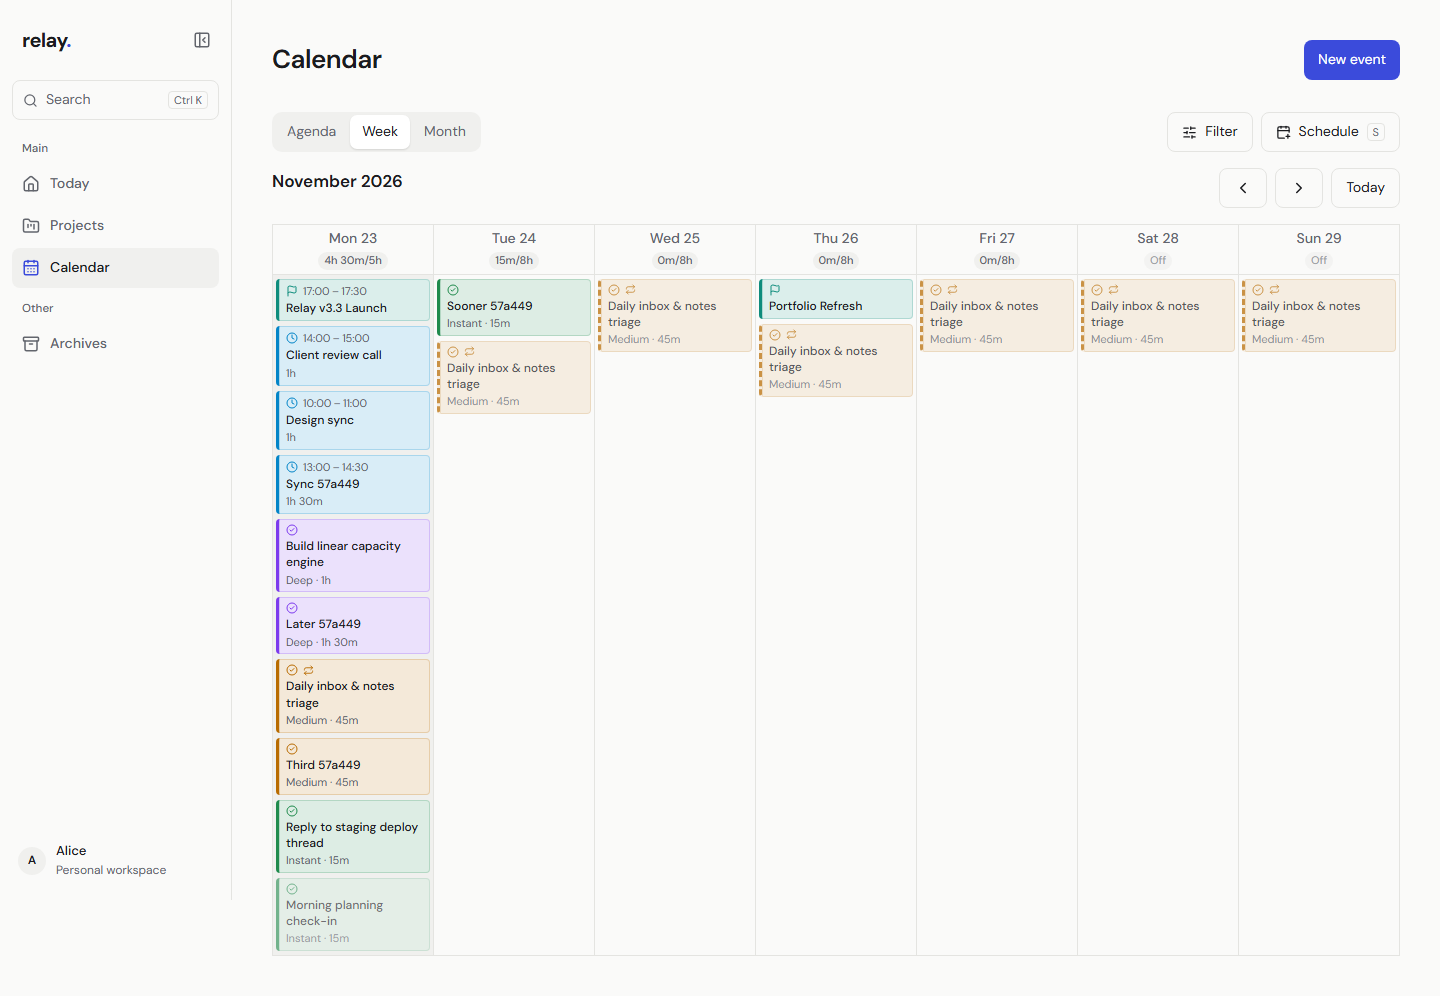 relay.
Search
Ctrl K
Main
Today
Projects
Calendar
Other
Archives
A
Alice
Personal workspace
Calendar
New event
Agenda
Week
Month
Filter
Schedule
S
November 2026
Today
Mon 23
4h 30m/5h
Tue 24
15m/8h
Wed 25
0m/8h
Thu 26
0m/8h
Fri 27
0m/8h
Sat 28
Off
Sun 29
Off
17:00 – 17:30
Relay v3.3 Launch
14:00 – 15:00
Client review call
1h
10:00 – 11:00
Design sync
1h
13:00 – 14:30
Sync 57a449
1h 30m
Build linear capacity
engine
Deep · 1h
Later 57a449
Deep · 1h 30m
Daily inbox & notes
triage
Medium · 45m
Third 57a449
Medium · 45m
Reply to staging deploy
thread
Instant · 15m
Morning planning
check-in
Instant · 15m
Sooner 57a449
Instant · 15m
Daily inbox & notes
triage
Medium · 45m
Daily inbox & notes
triage
Medium · 45m
Portfolio Refresh
Daily inbox & notes
triage
Medium · 45m
Daily inbox & notes
triage
Medium · 45m
Daily inbox & notes
triage
Medium · 45m
Daily inbox & notes
triage
Medium · 45m